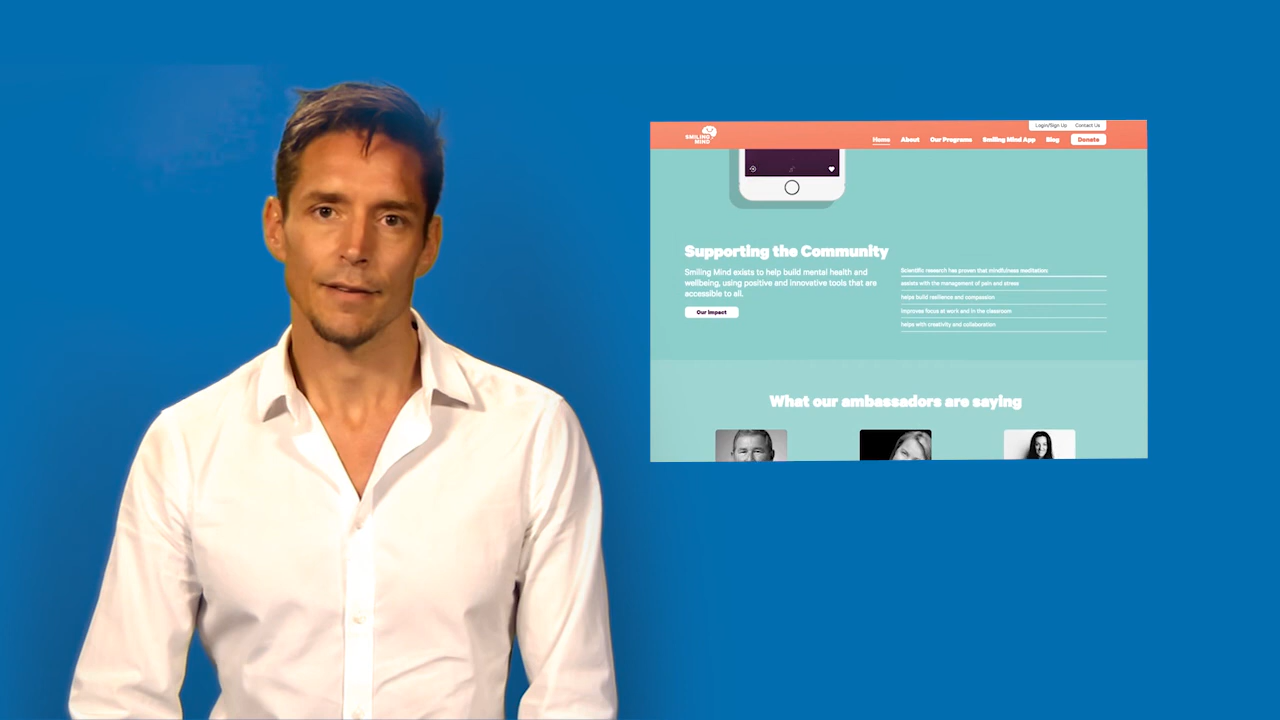 Login/Sign Up Contact Us
SMILING
MIND
Home About Our Programs Smiling Mind App Blog Donate
Supporting the Community
Smiling Mind exists to help build mental health and
wellbeing, using positive and innovative tools that are
accessible to all.
Our Impact
Scientific research has proven that mindfulness meditation:
assists with the management of pain and stress
helps build resilience and compassion
improves focus at work and in the classroom
helps with creativity and collaboration
What our ambassadors are saying